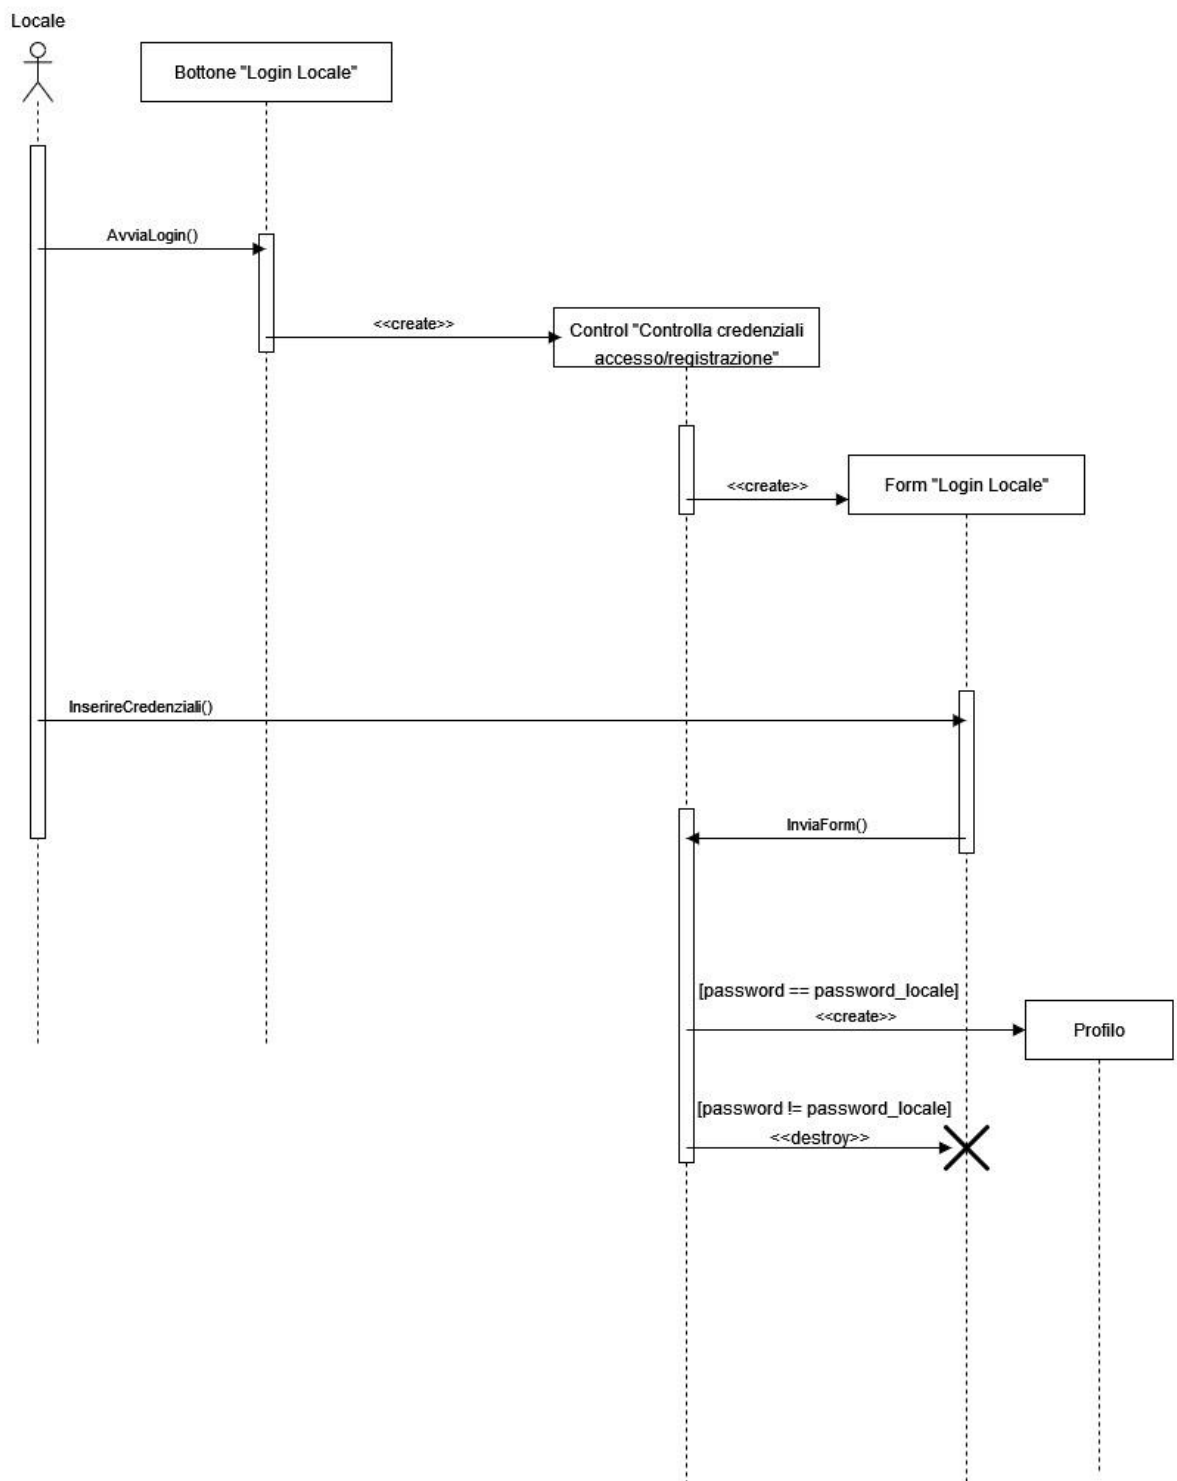 Locale
Bottone "Login Locale"
AvviaLogin()
<<create>>
Control "Controlla credenziali
accesso/registrazione"
<<create>>
Form "Login Locale"
InserireCredenziali()
InviaForm()
[password == password_locale]
<<create>>
Profilo
[password != password_locale]
<<destroy>>